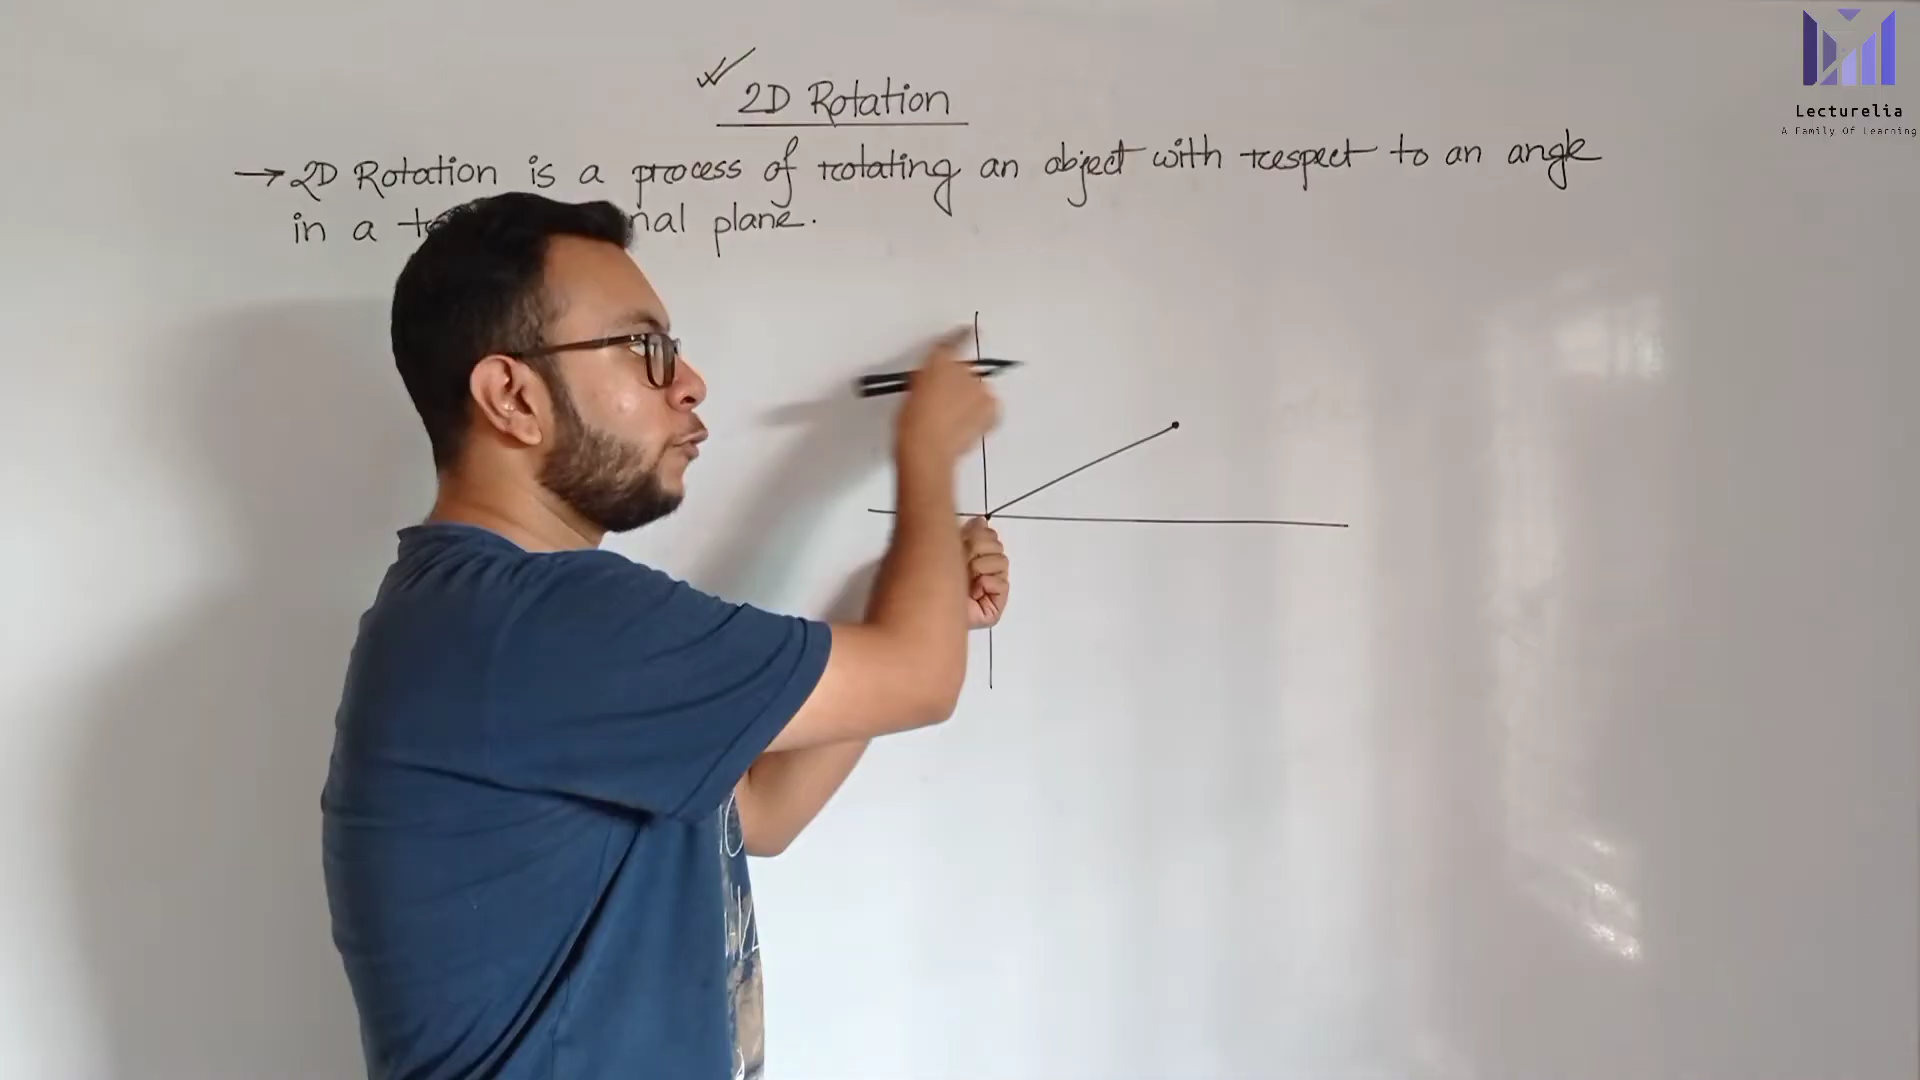 2D Rotation
→ 2D Rotation is a process of rotating an object with respect to an angle
in a plane.
Lecturelia
A Family Of Learning